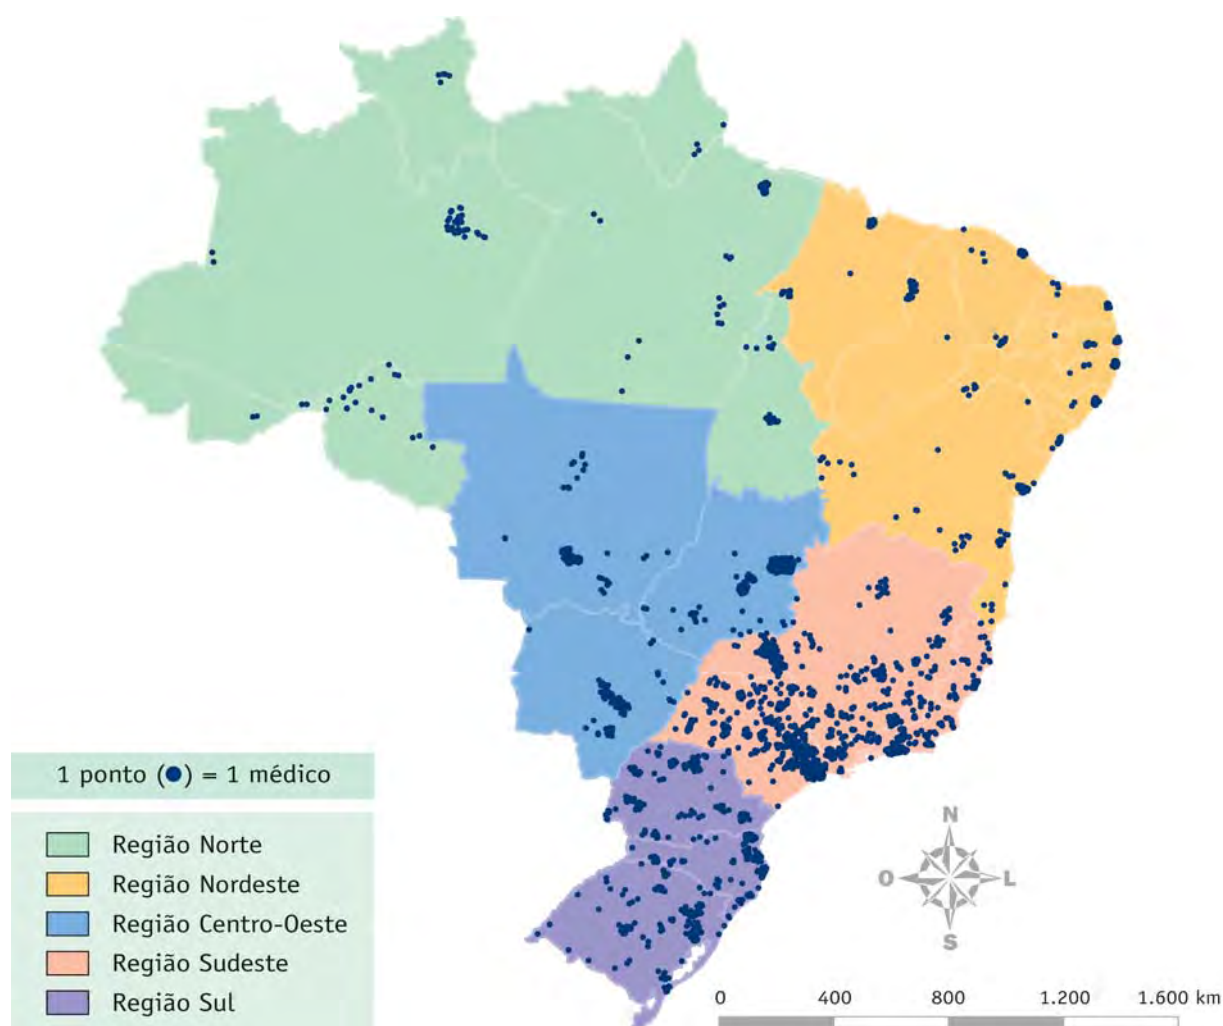 1 ponto (●) = 1 médico
Região Norte
Região Nordeste
Região Centro-Oeste
Região Sudeste
Região Sul
N
O L
S
0 400 800 1.200 1.600 km